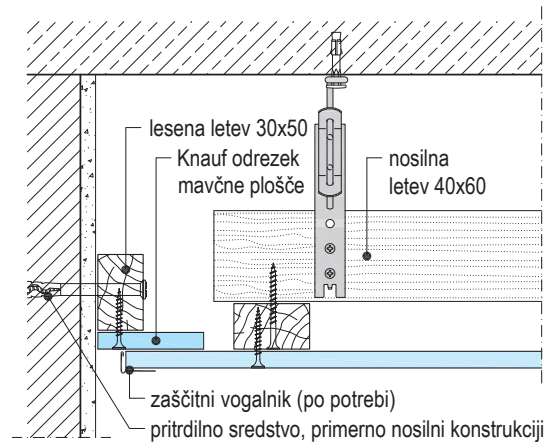 lesena letev 30x50
Knauf odrezek
mavčne plošče
nosilna
letev 40x60
zaščitni vogalnik (po potrebi)
pritrdilno sredstvo, primerno nosilni konstrukciji